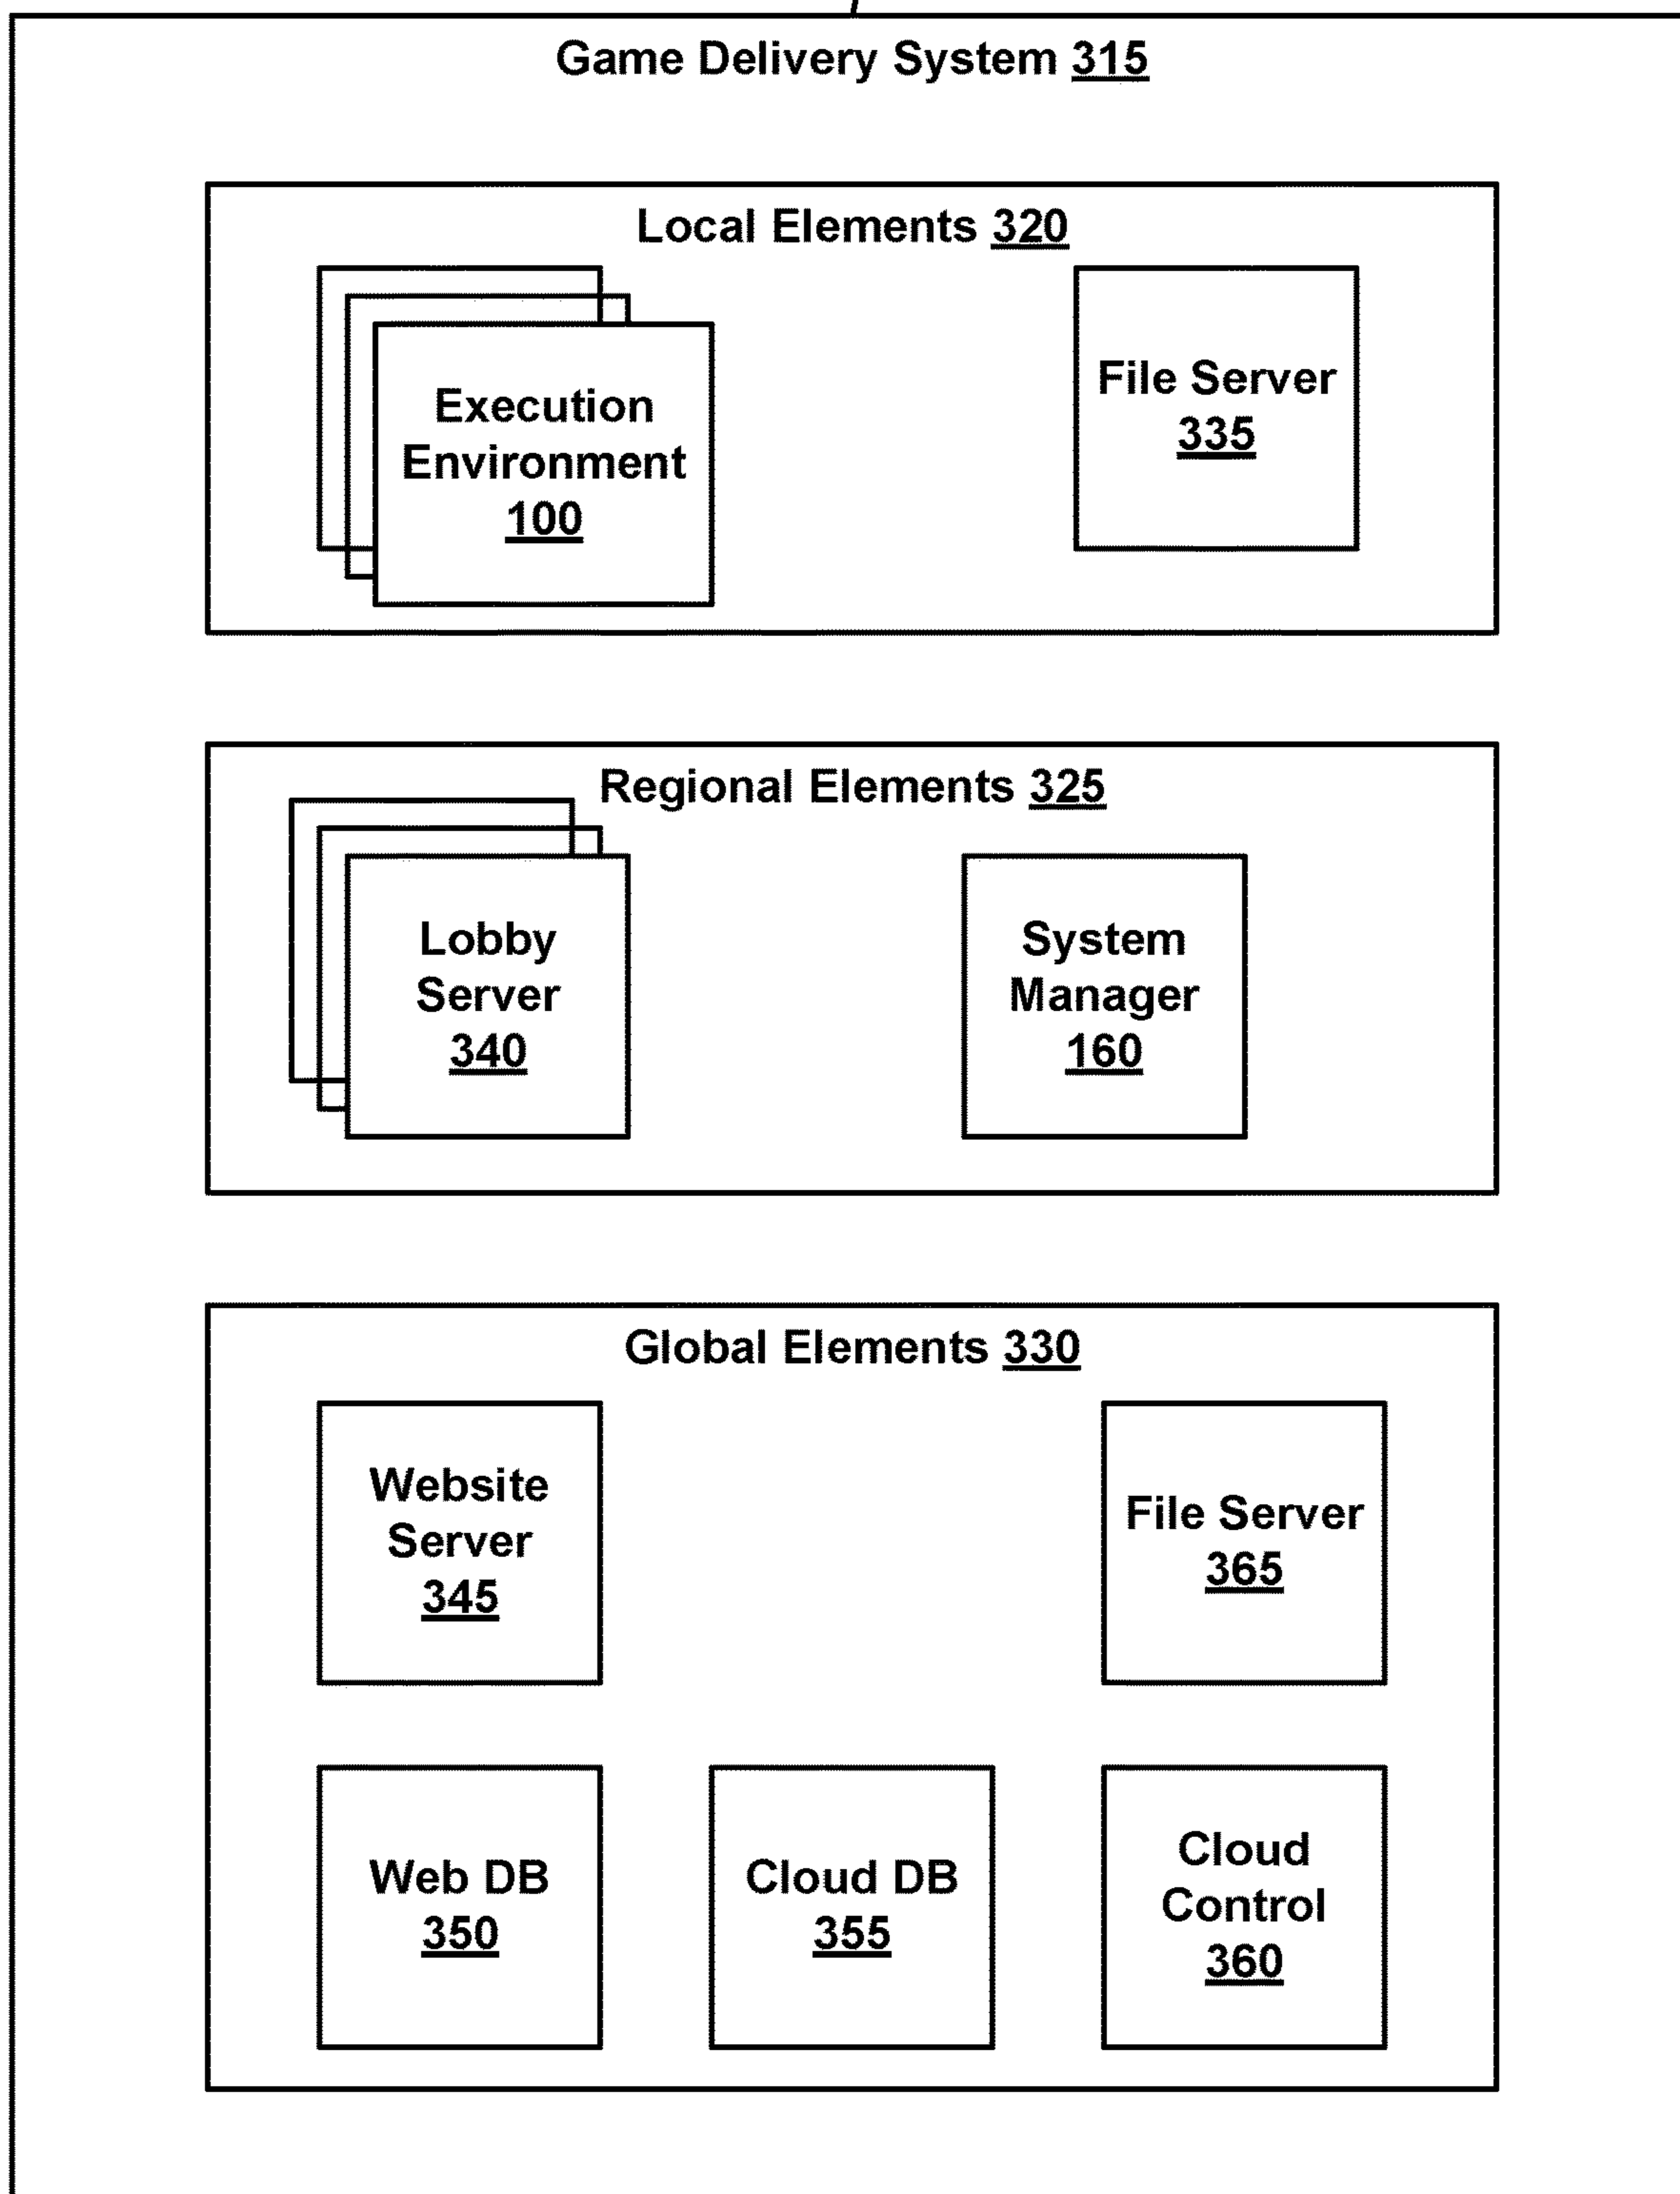 Game Delivery System 315
Local Elements 320
Execution
Environment
100
File Server
335
Regional Elements 325
Lobby
Server
340
System
Manager
160
Global Elements 330
Website
Server
345
File Server
365
Web DB
350
Cloud DB
355
Cloud
Control
360